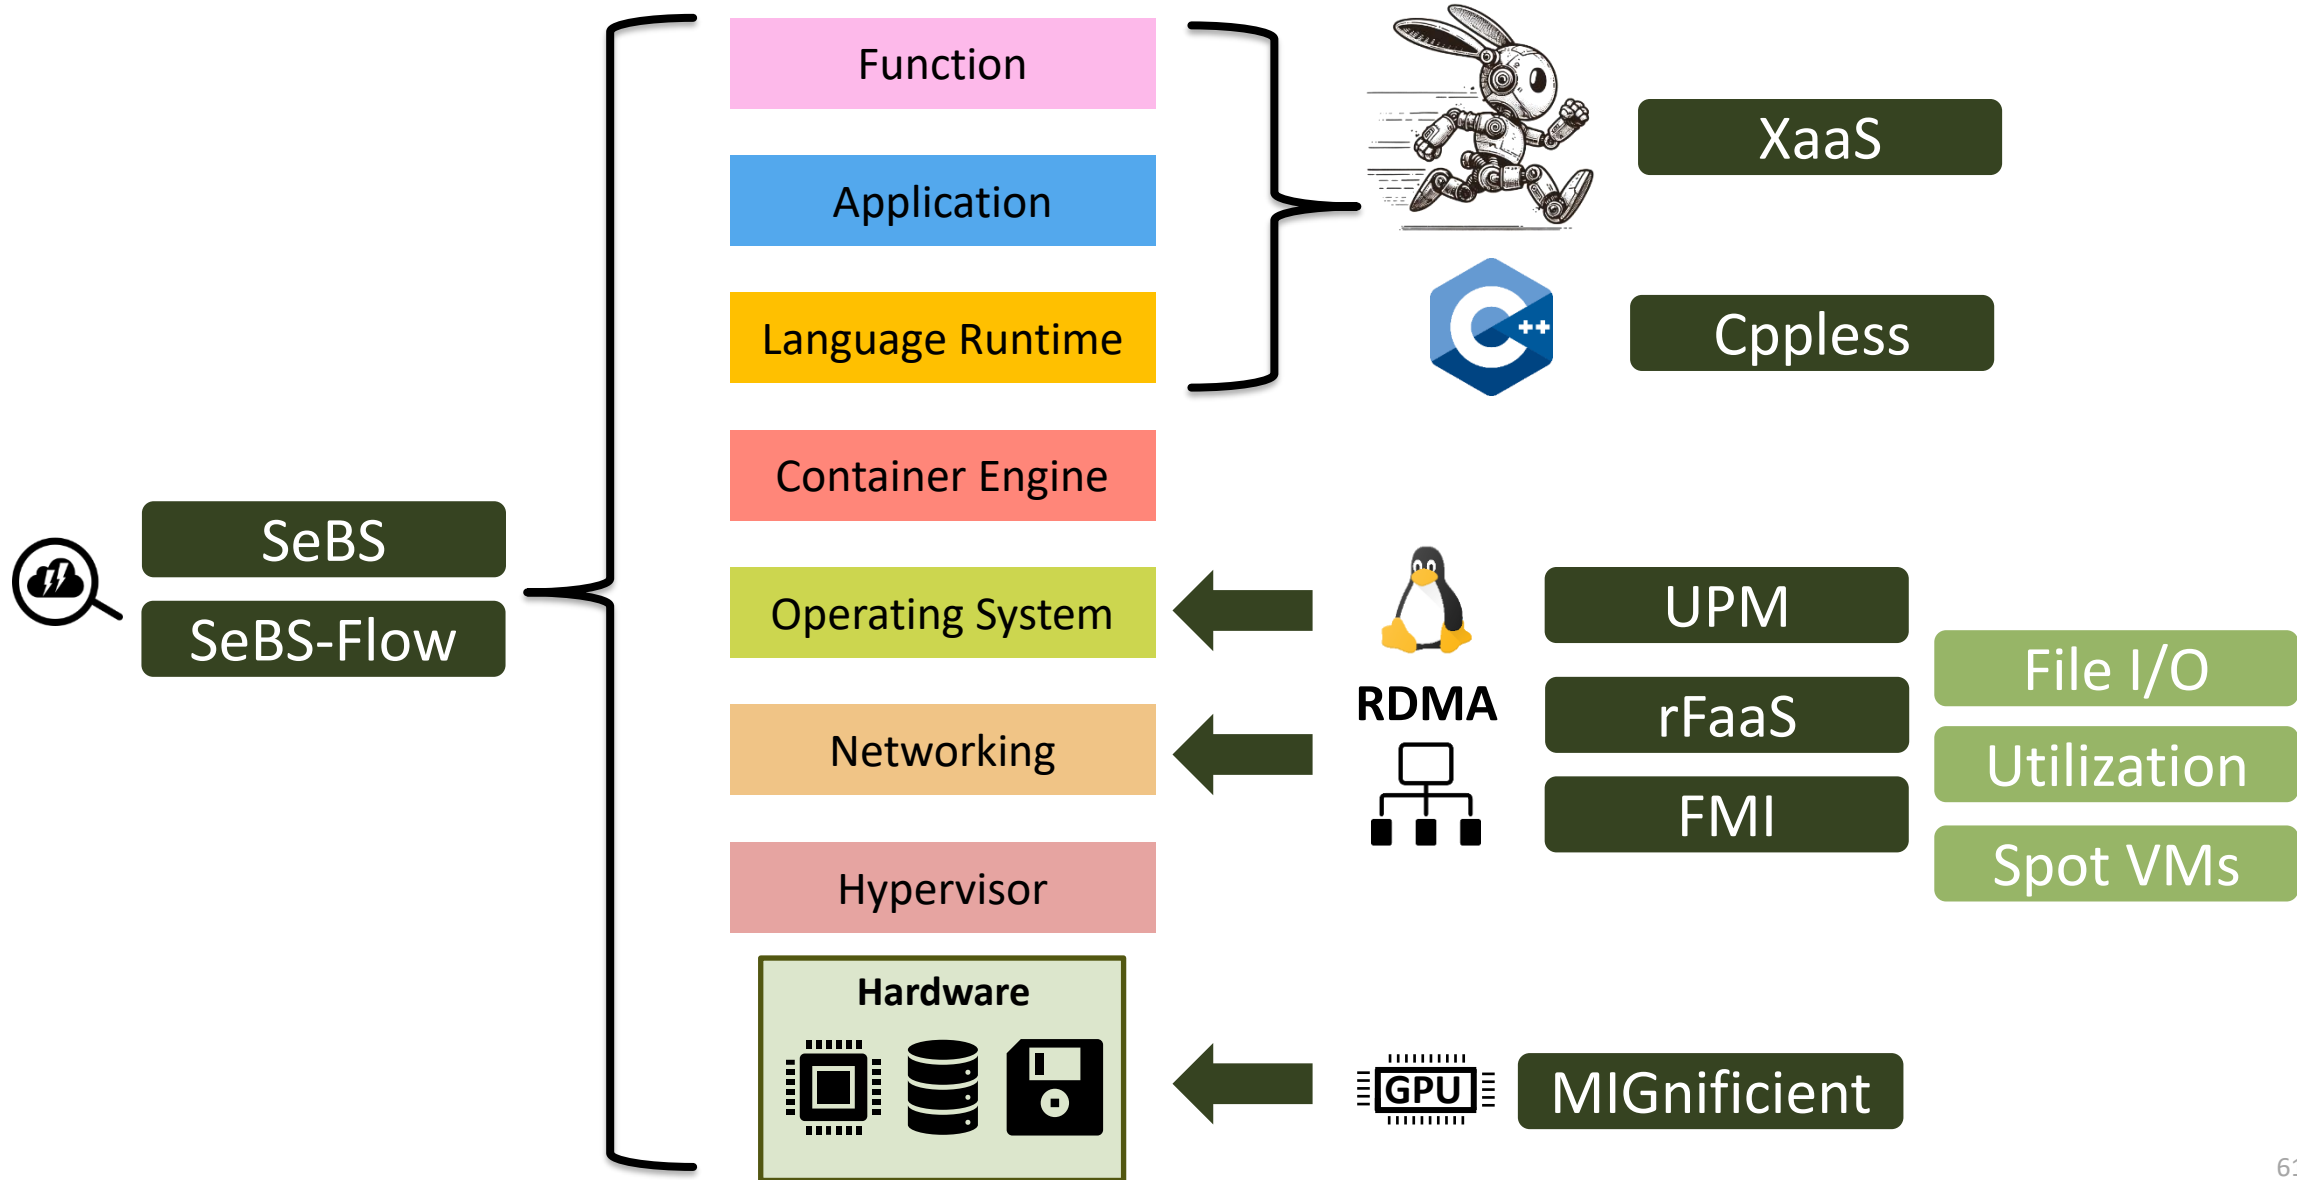 Function
Application
Language Runtime
Container Engine
Operating System
Networking
Hypervisor
Hardware
SeBS
SeBS-Flow
XaaS
C++
Cppless
UPM
RDMA
rFaaS
FMI
File I/O
Utilization
Spot VMs
GPU
MIGnificient
61